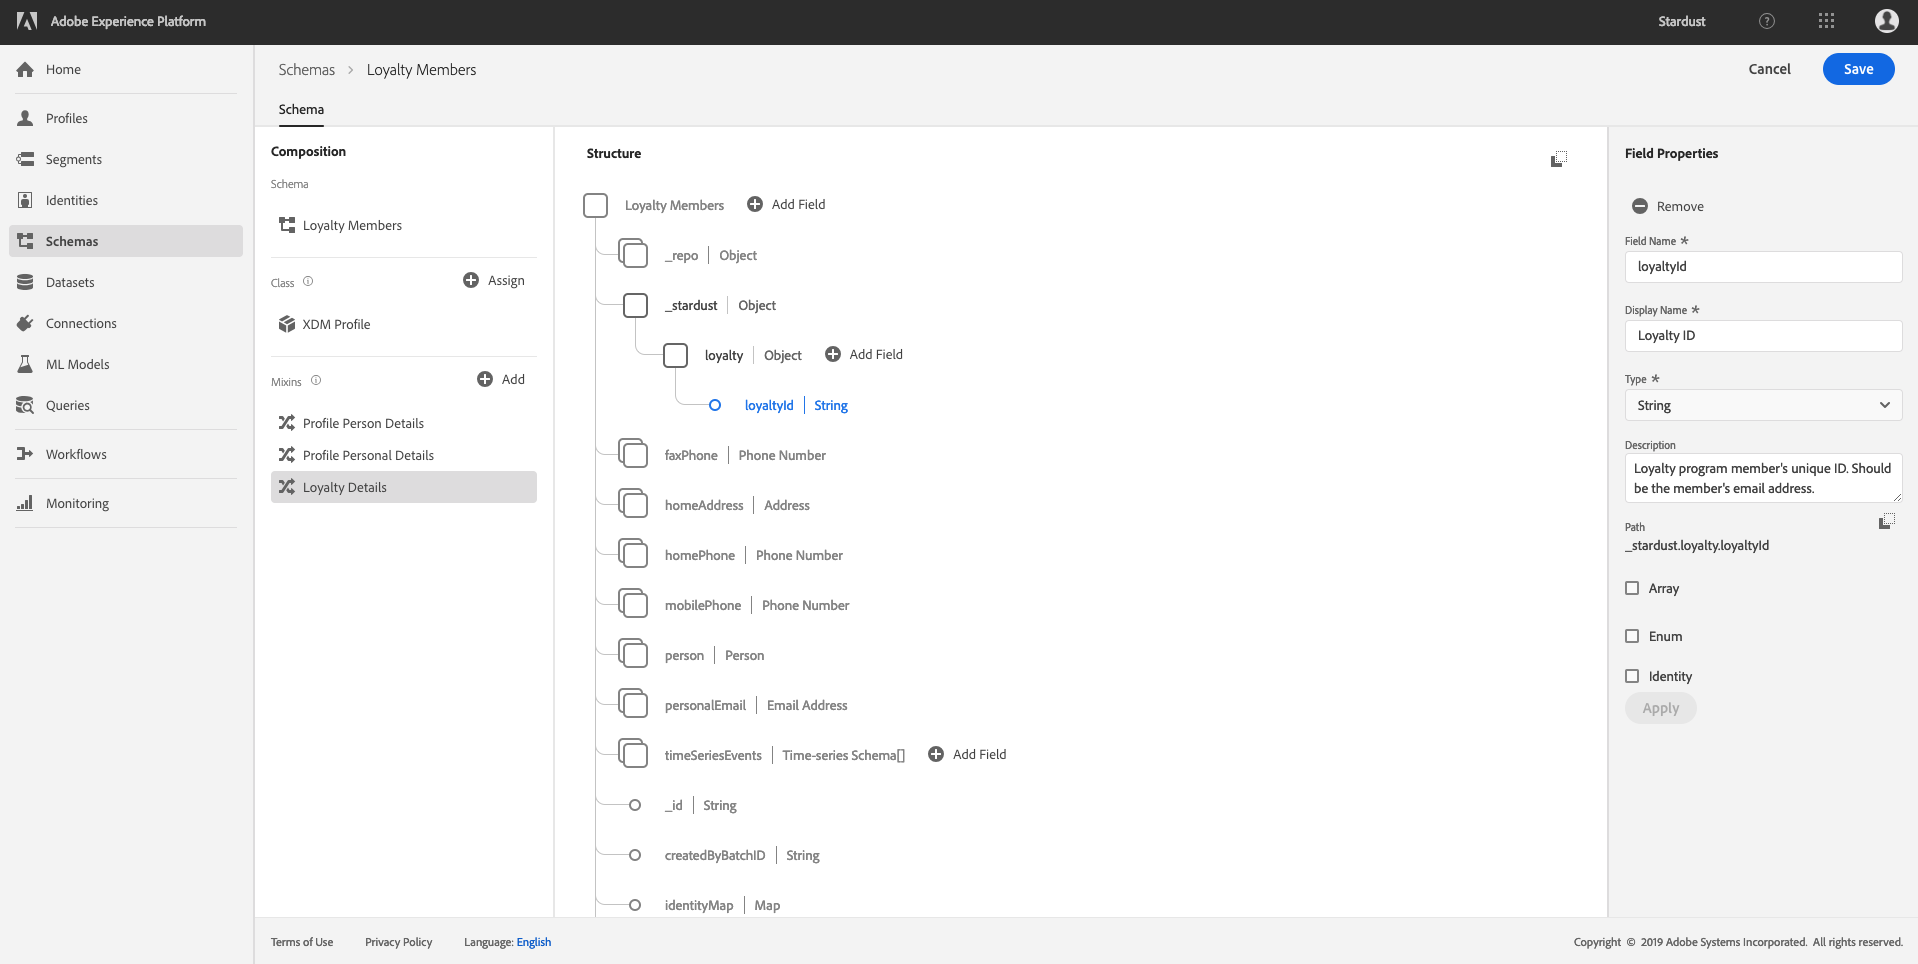 Adobe Experience Platform
Stardust
Home
Profiles
Segments
Identities
Schemas
Datasets
Connections
ML Models
Queries
Workflows
Monitoring
Schemas > Loyalty Members
Cancel
Save
Schema
Composition
Schema
Loyalty Members
Class
Assign
XDM Profile
Mixins
Add
Profile Person Details
Profile Personal Details
Loyalty Details
Structure
Loyalty Members Add Field
_repo | Object
_stardust | Object
loyalty | Object Add Field
loyaltyId | String
faxPhone | Phone Number
homeAddress | Address
homePhone | Phone Number
mobilePhone | Phone Number
person | Person
personalEmail | Email Address
timeSeriesEvents | Time-series Schema[] Add Field
_id | String
createdByBatchID | String
identityMap | Map
Field Properties
Remove
Field Name *
loyaltyId
Display Name *
Loyalty ID
Type *
String
Description
Loyalty program member's unique ID. Should
be the member's email address.
Path
_stardust.loyalty.loyaltyId
Array
Enum
Identity
Apply
Terms of Use Privacy Policy Language: English
Copyright © 2019 Adobe Systems Incorporated. All rights reserved.